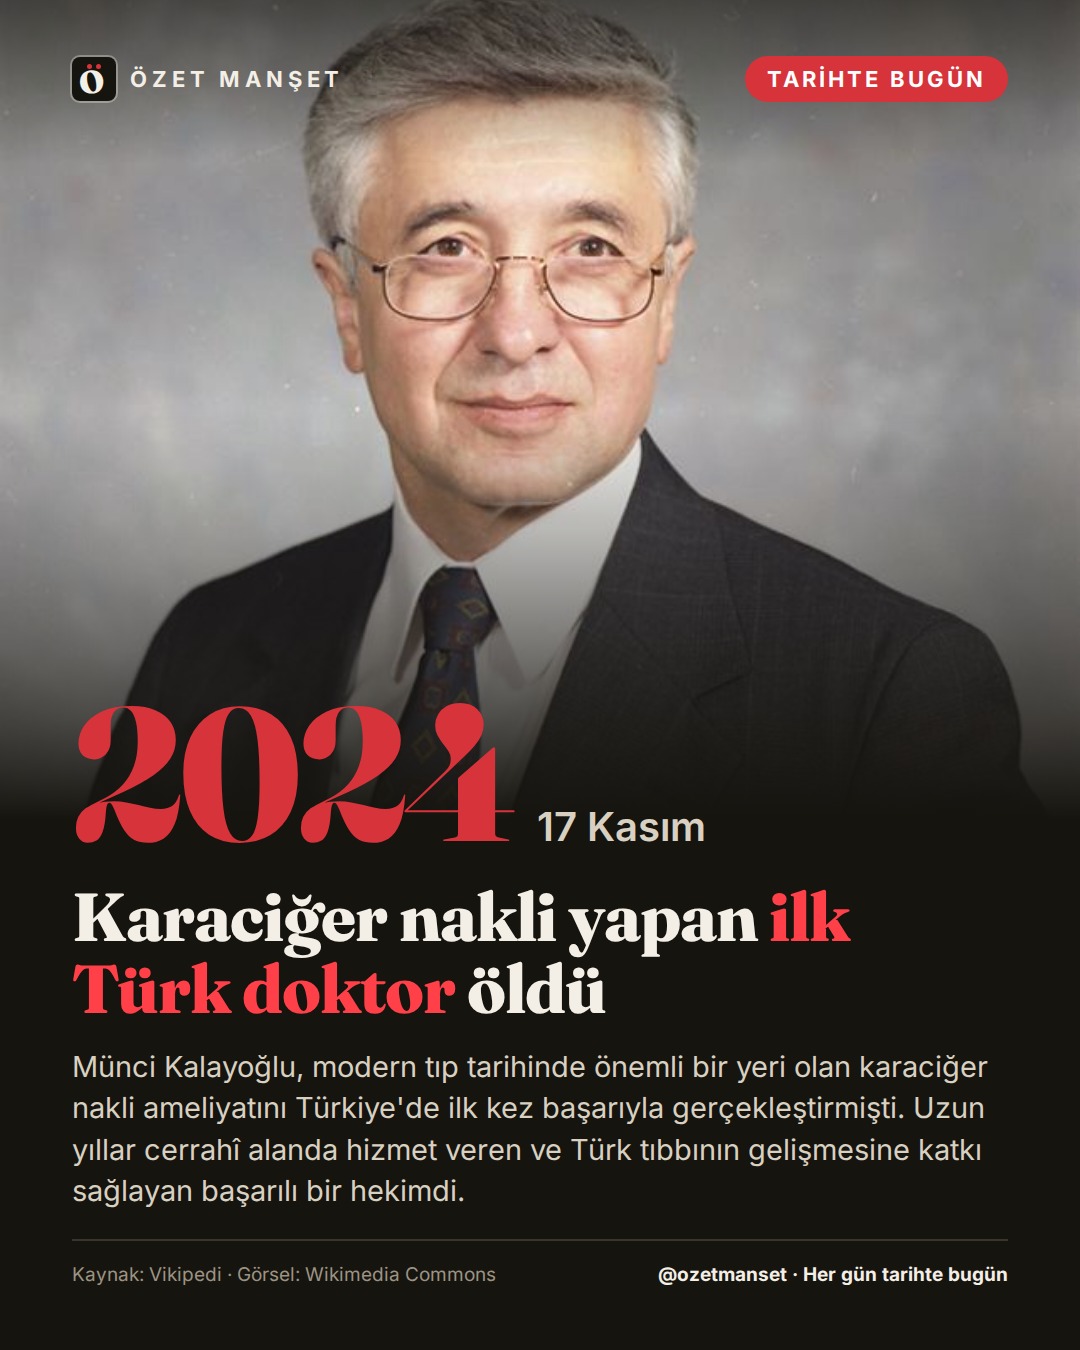 ö ÖZET MANŞET
TARİHTE BUGÜN
2024 17 Kasım
Karaciğer nakli yapan ilk
Türk doktor öldü
Münci Kalayoğlu, modern tıp tarihinde önemli bir yeri olan karaciğer
nakli ameliyatını Türkiye'de ilk kez başarıyla gerçekleştirmişti. Uzun
yıllar cerrahî alanda hizmet veren ve Türk tıbbının gelişmesine katkı
sağlayan başarılı bir hekimdi.
Kaynak: Vikipedi · Görsel: Wikimedia Commons
@ozetmanset · Her gün tarihte bugün